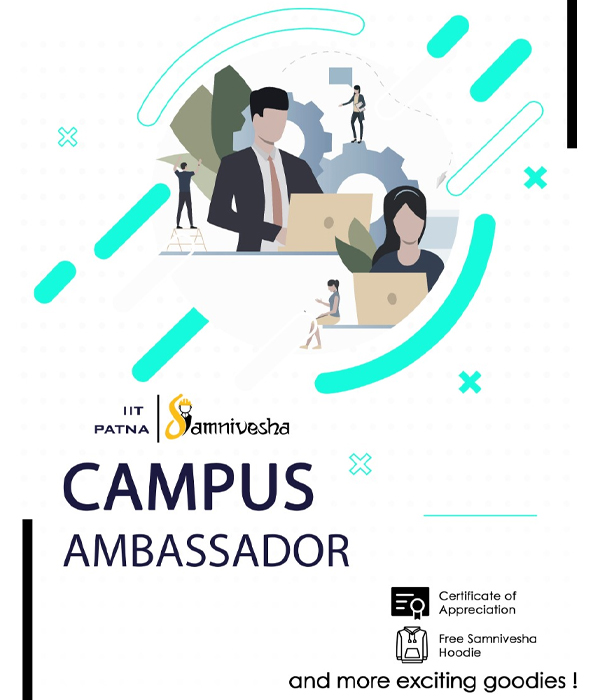 IIT
PATNA
Samnivesha
CAMPUS
AMBASSADOR
Certificate of
Appreciation
Free Samnivesha
Hoodie
and more exciting goodies !